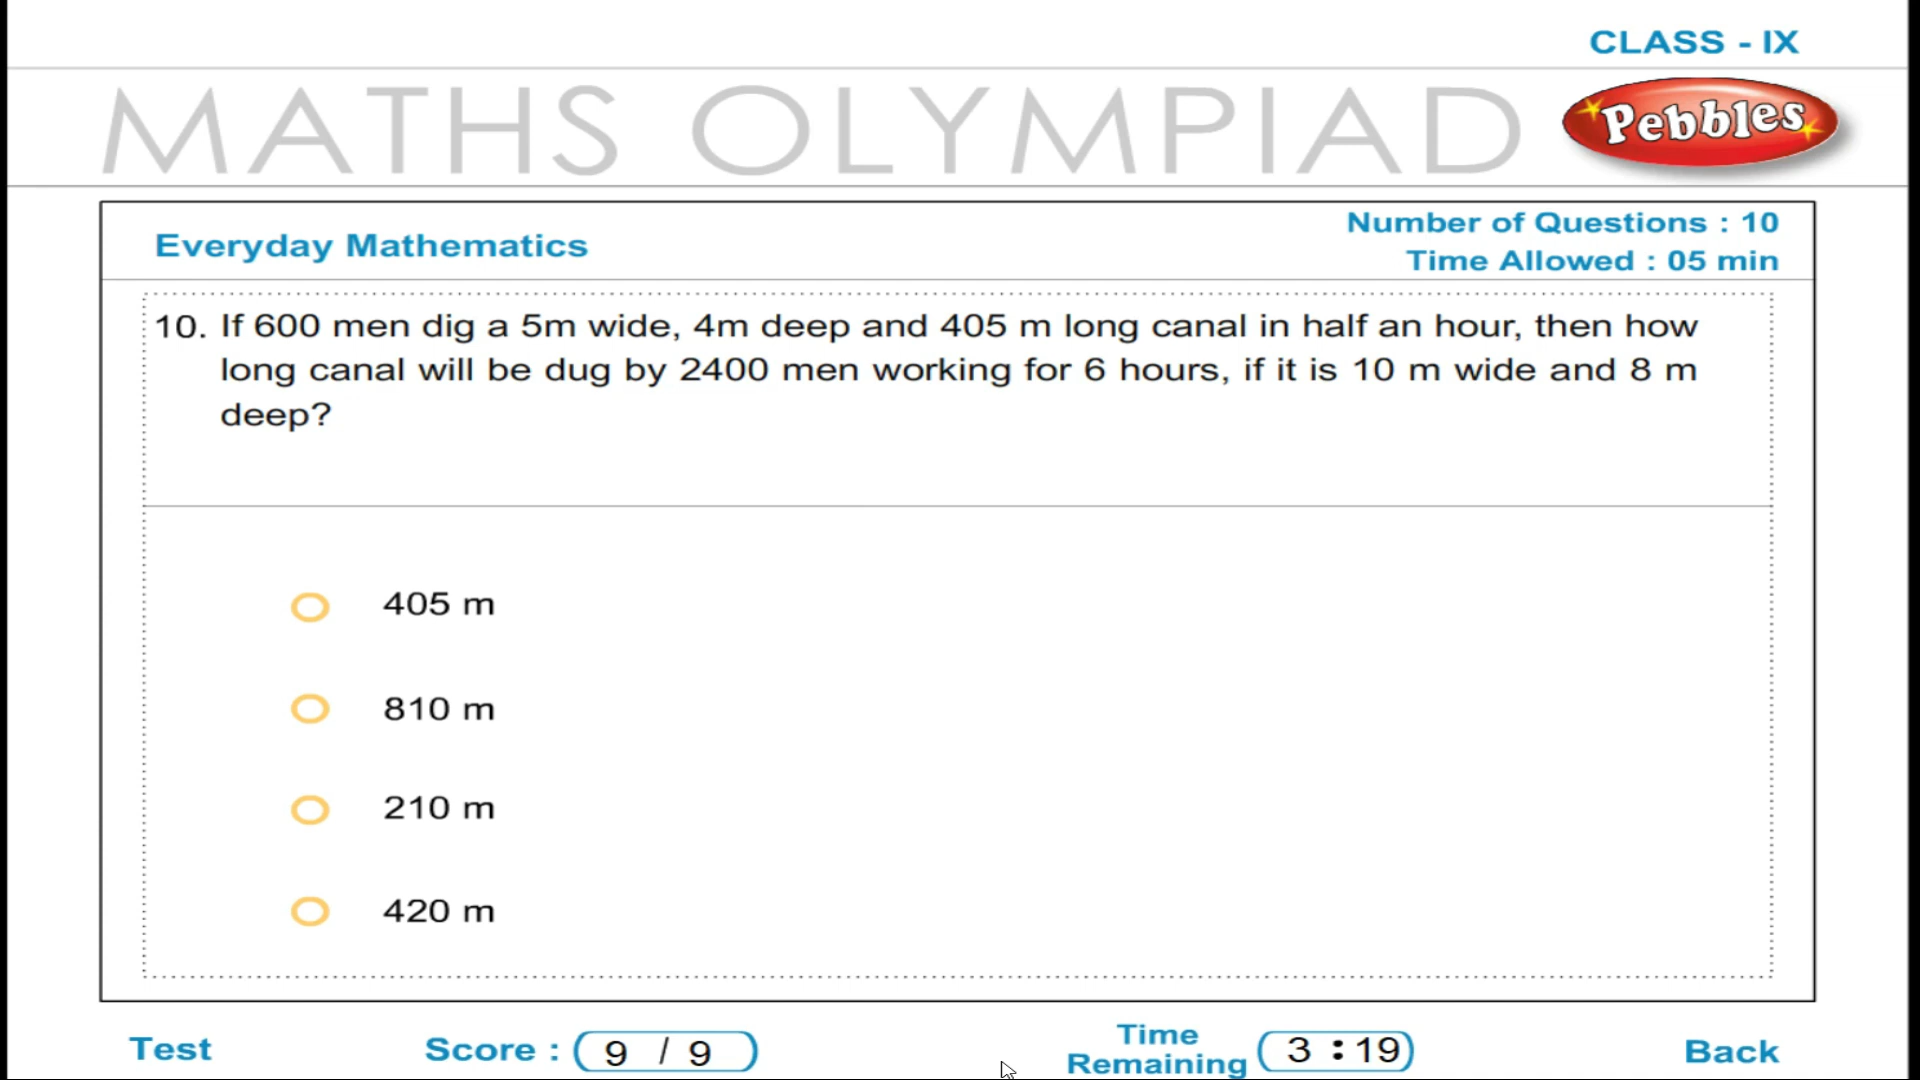 CLASS - IX
MATHS OLYMPIAD
Pebbles
Everyday Mathematics
Number of Questions : 10
Time Allowed : 05 min
10. If 600 men dig a 5m wide, 4m deep and 405 m long canal in half an hour, then how
long canal will be dug by 2400 men working for 6 hours, if it is 10 m wide and 8 m
deep?
405 m
810 m
210 m
420 m
Test
Score : 9 / 9
Time
Remaining 3 : 19
Back